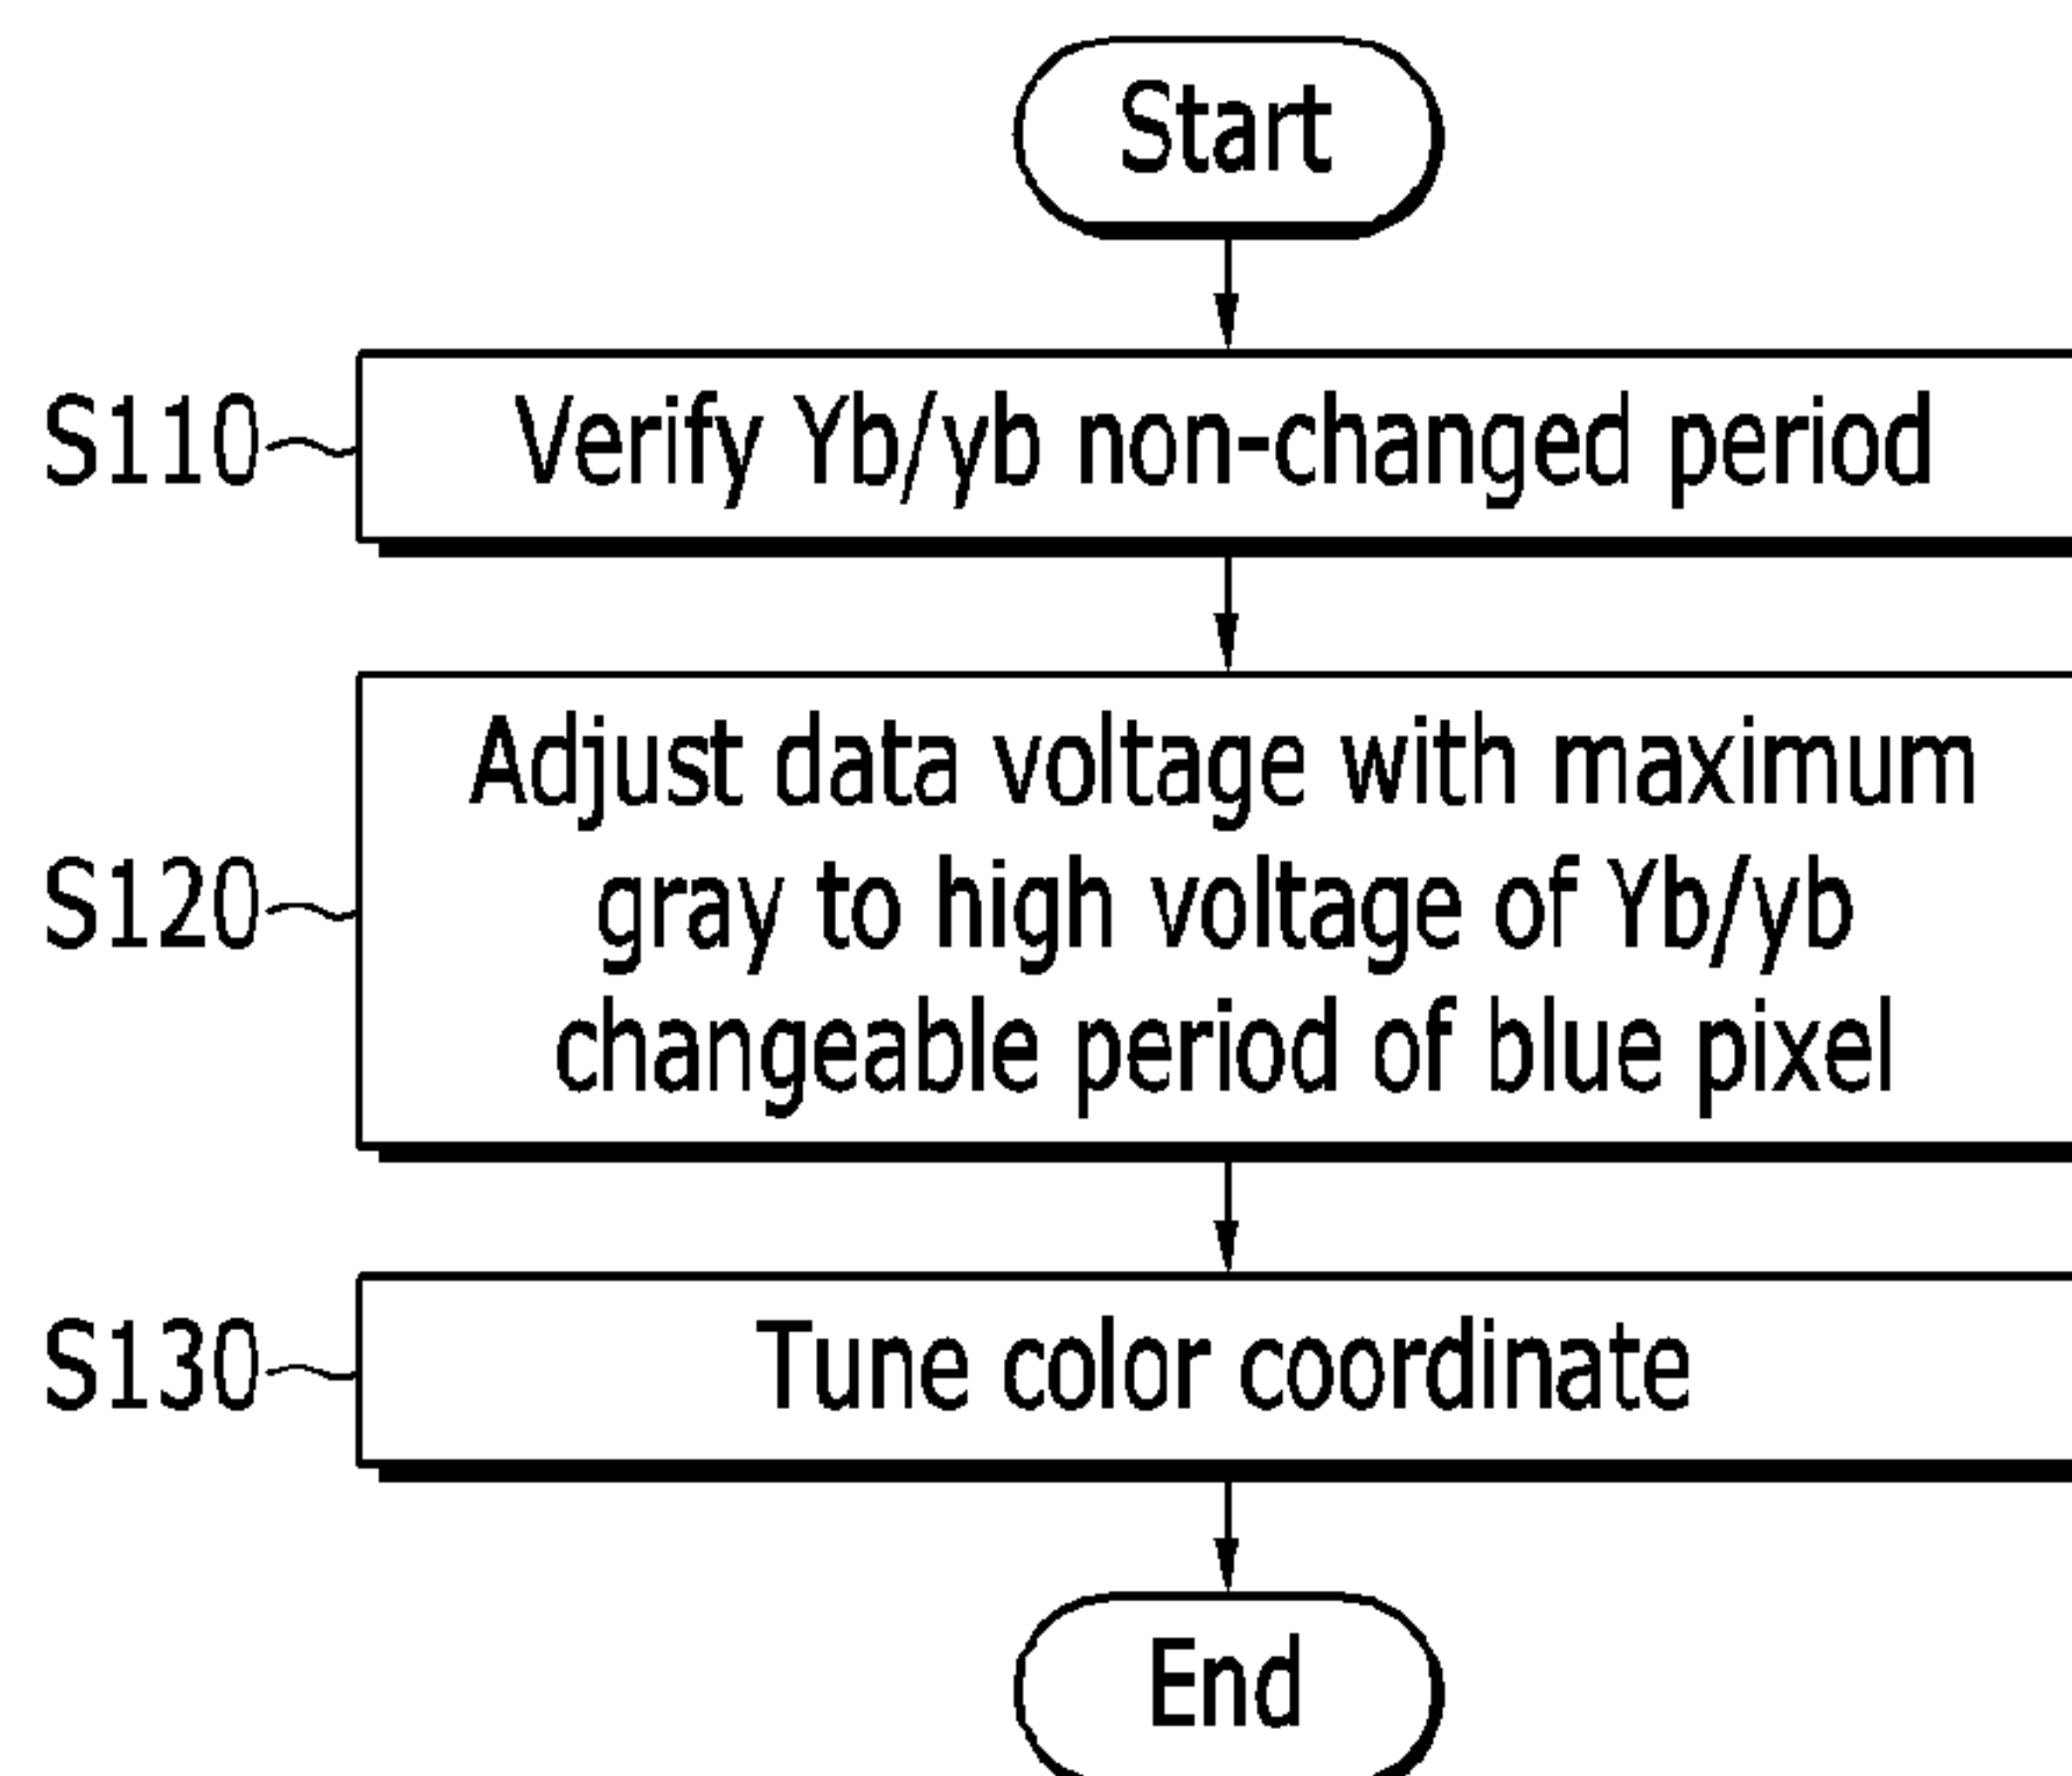 Start
S110
Verify Yb/yb non-changed period
S120
Adjust data voltage with maximum
gray to high voltage of Yb/yb
changeable period of blue pixel
S130
Tune color coordinate
End